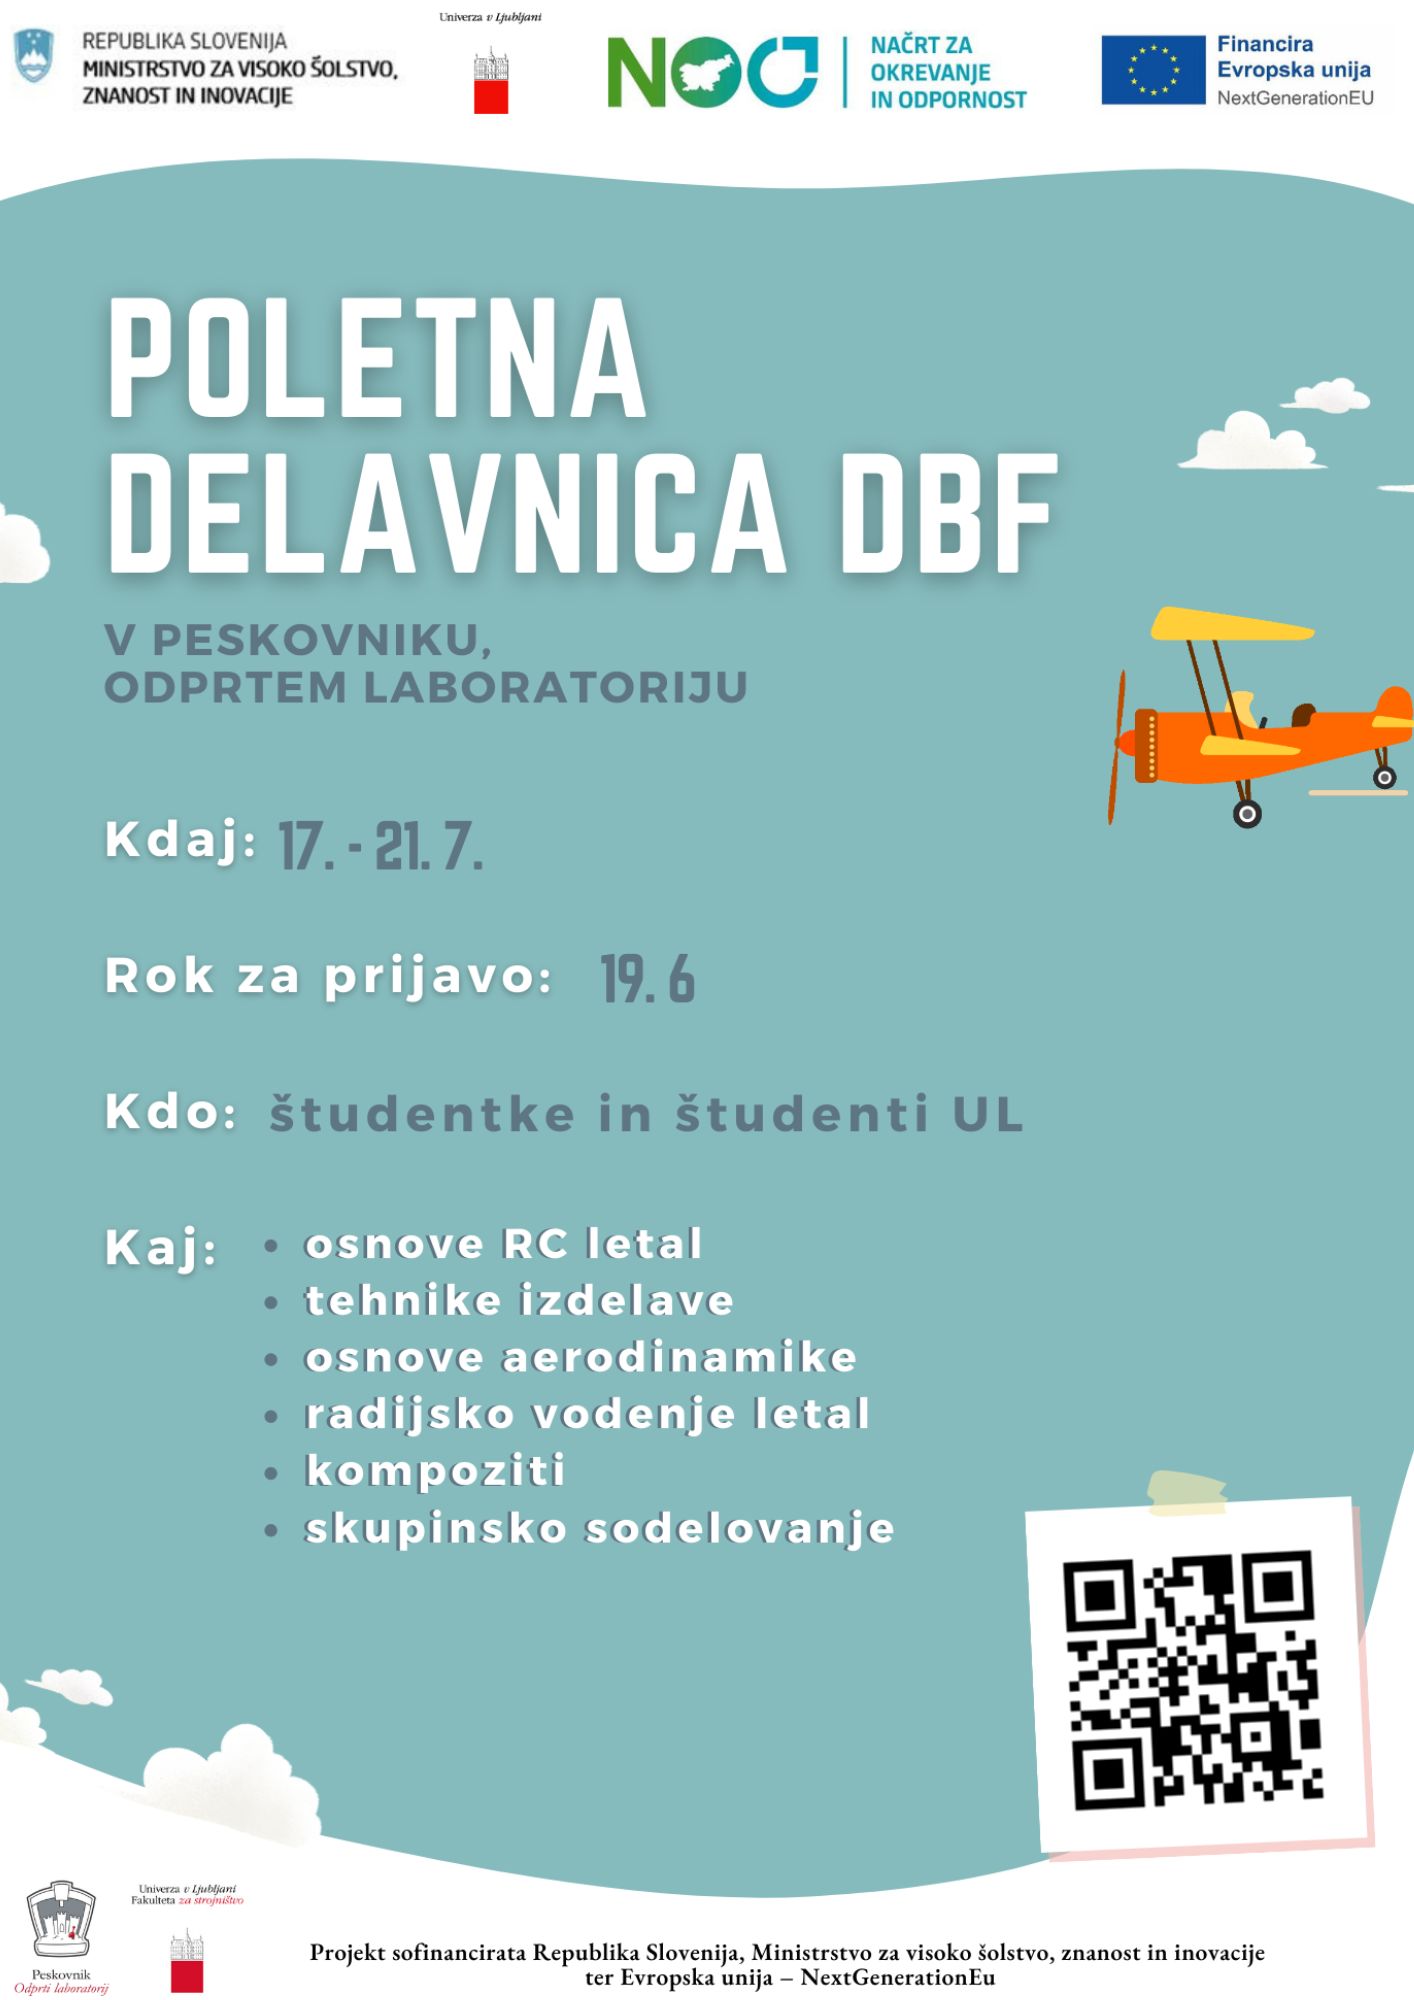 REPUBLIKA SLOVENIJA
MINISTRSTVO ZA VISOKO ŠOLSTVO,
ZNANOST IN INOVACIJE
Univerza v Ljubljani
NOO
NAČRT ZA
OKREVANJE
IN ODPORNOST
Financira
Evropska unija
NextGenerationEU
POLETNA
DELAVNICA DBF
V PESKOVNIKU,
ODPRTEM LABORATORIJU
Kdaj: 17. - 21. 7.
Rok za prijavo: 19. 6
Kdo: študentke in študenti UL
Kaj: • osnove RC letal
• tehnike izdelave
• osnove aerodinamike
• radijsko vodenje letal
• kompoziti
• skupinsko sodelovanje
Peskovnik
Odprti laboratorij
Univerza v Ljubljani
Fakulteta za strojništvo
Projekt sofinancirata Republika Slovenija, Ministrstvo za visoko šolstvo, znanost in inovacije
ter Evropska unija – NextGenerationEu